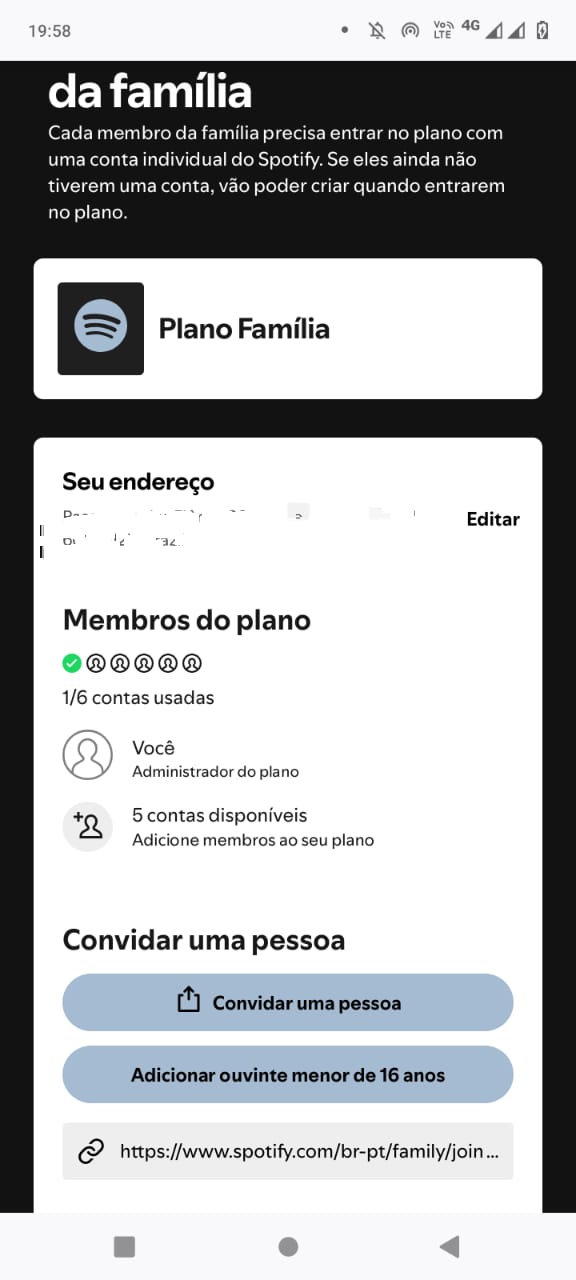 19:58
Vo))
LTE
4G
da família
Cada membro da família precisa entrar no plano com
uma conta individual do Spotify. Se eles ainda não
tiverem uma conta, vão poder criar quando entrarem
no plano.
Plano Família
Seu endereço
Editar
Membros do plano
1/6 contas usadas
Você
Administrador do plano
5 contas disponíveis
Adicione membros ao seu plano
Convidar uma pessoa
Convidar uma pessoa
Adicionar ouvinte menor de 16 anos
https://www.spotify.com/br-pt/family/join...